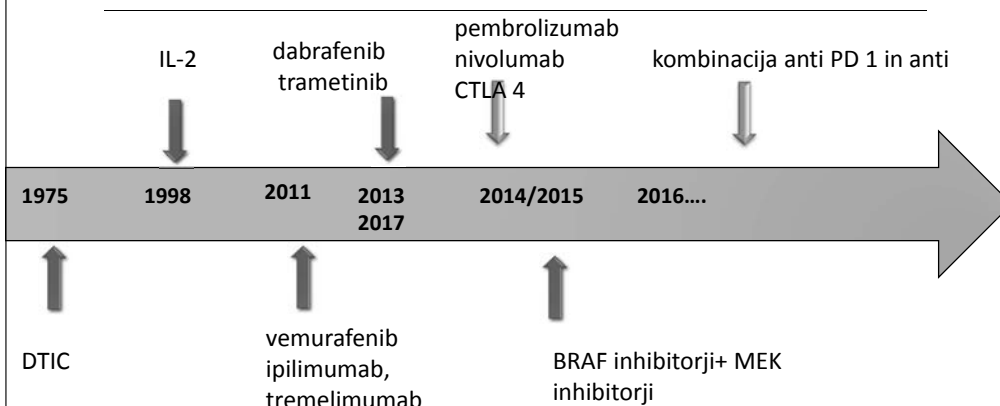 pembrolizumab
IL-2
dabrafenib
trametinib
nivolumab
kombinacija anti PD 1 in anti
CTLA 4
1975
1998
2011
2013
2014/2015
2016....
2017
DTIC
vemurafenib
ipilimumab,
tremelimumab
BRAF inhibitorji+ MEK
inhibitorji